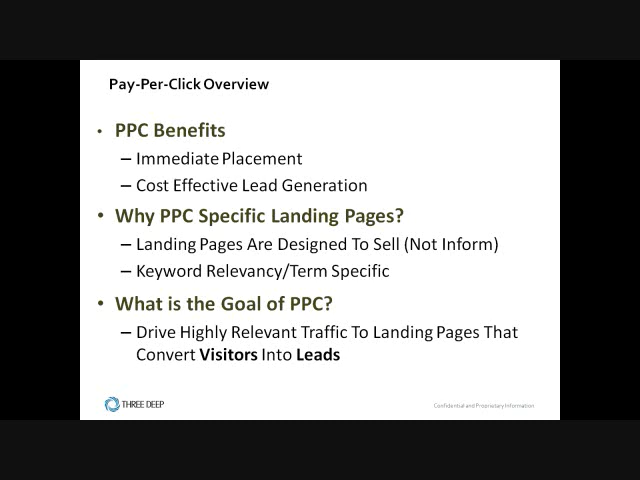 Pay-Per-Click Overview
• PPC Benefits
– Immediate Placement
– Cost Effective Lead Generation
• Why PPC Specific Landing Pages?
– Landing Pages Are Designed To Sell (Not Inform)
– Keyword Relevancy/Term Specific
• What is the Goal of PPC?
– Drive Highly Relevant Traffic To Landing Pages That
Convert Visitors Into Leads
THREE DEEP
Confidential and Proprietary Information